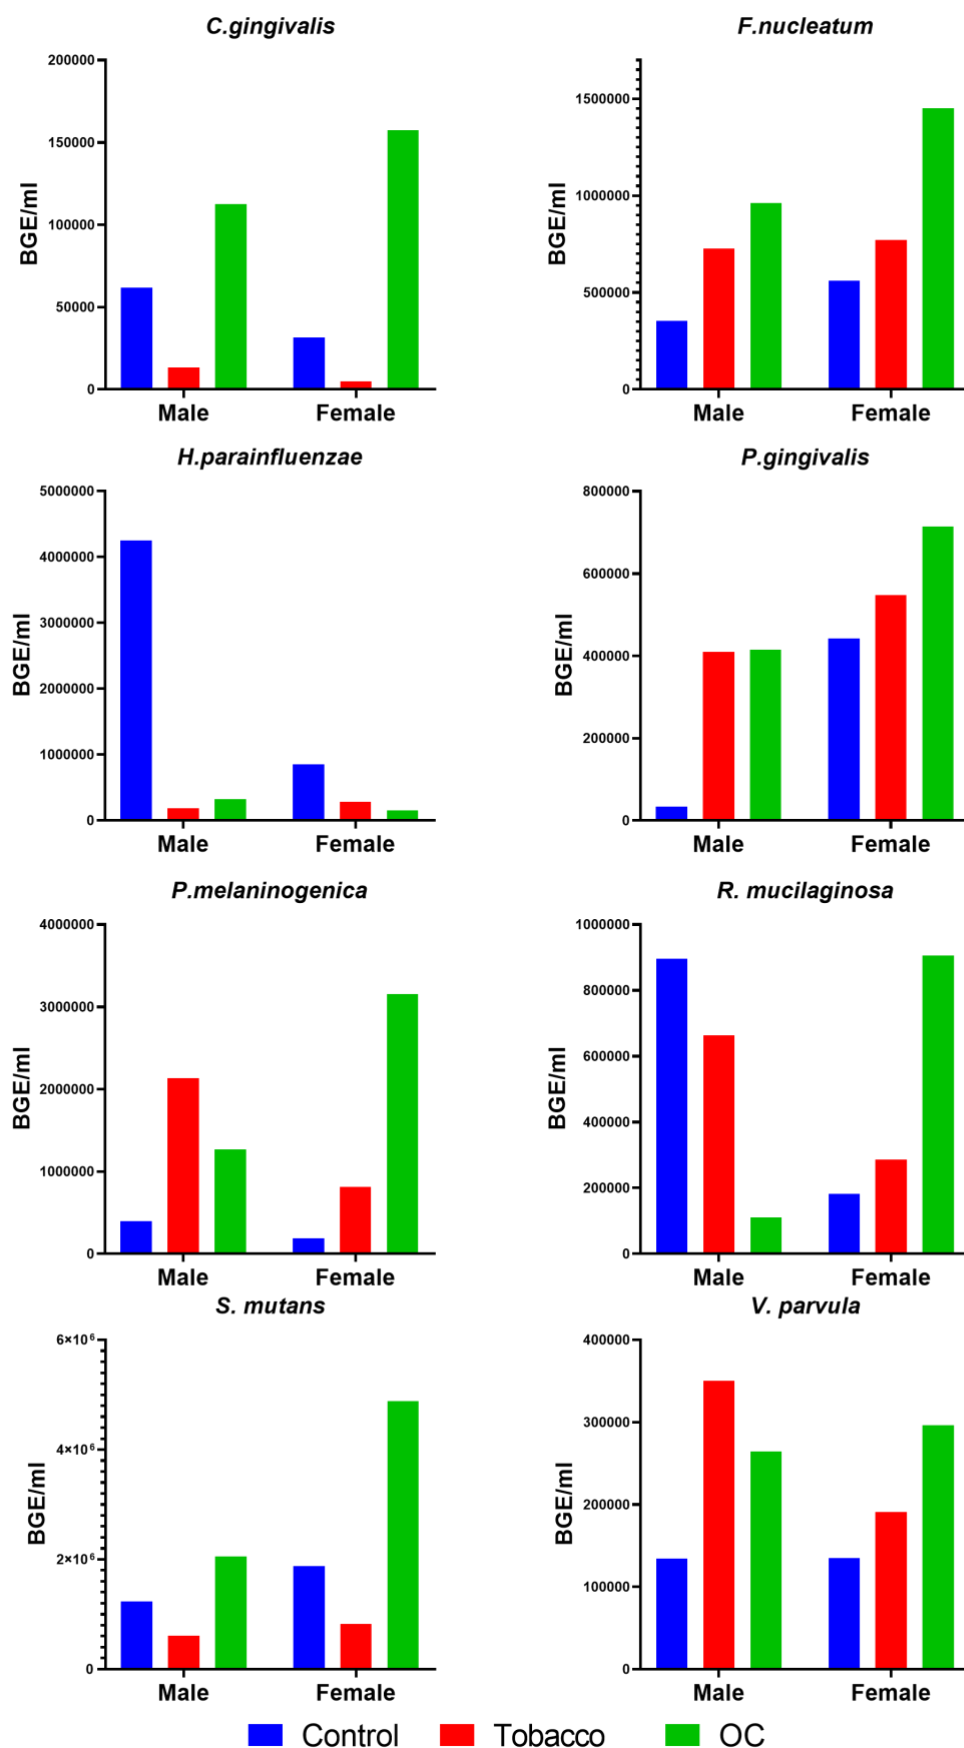 C.gingivalis
200000
150000
100000
50000
0
BGE/ml
Male Female
F.nucleatum
1500000
1000000
500000
0
BGE/ml
Male Female
H.parainfluenzae
5000000
4000000
3000000
2000000
1000000
0
BGE/ml
Male Female
P.gingivalis
800000
600000
400000
200000
0
BGE/ml
Male Female
P.melaninogenica
4000000
3000000
2000000
1000000
0
BGE/ml
Male Female
R. mucilaginosa
1000000
800000
600000
400000
200000
0
BGE/ml
Male Female
S. mutans
6×10⁶
4×10⁶
2×10⁶
0
BGE/ml
Male Female
V. parvula
400000
300000
200000
100000
0
BGE/ml
Male Female
Control Tobacco OC